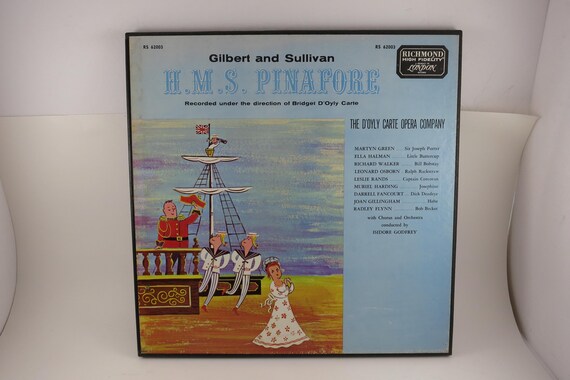 RS 62003
RS 62003
RICHMOND
HIGH FIDELITY
LONDON
Gilbert and Sullivan
H.M.S. PINAFORE
Recorded under the direction of Bridget D'Oyly Carte
THE D'OYLY CARTE OPERA COMPANY
MARTYN GREEN . . . . Sir Joseph Porter
ELLA HALMAN . . . . Little Buttercup
RICHARD WALKER . . . . Bill Bobstay
LEONARD OSBORN . . Ralph Rackstraw
LESLIE RANDS . . . . Captain Corcoran
MURIEL HARDING . . . . Josephine
DARRELL FANCOURT . . Dick Deadeye
JOAN GILLINGHAM . . . . Hebe
RADLEY FLYNN . . . . Bob Becket
with Chorus and Orchestra
conducted by
ISIDORE GODFREY